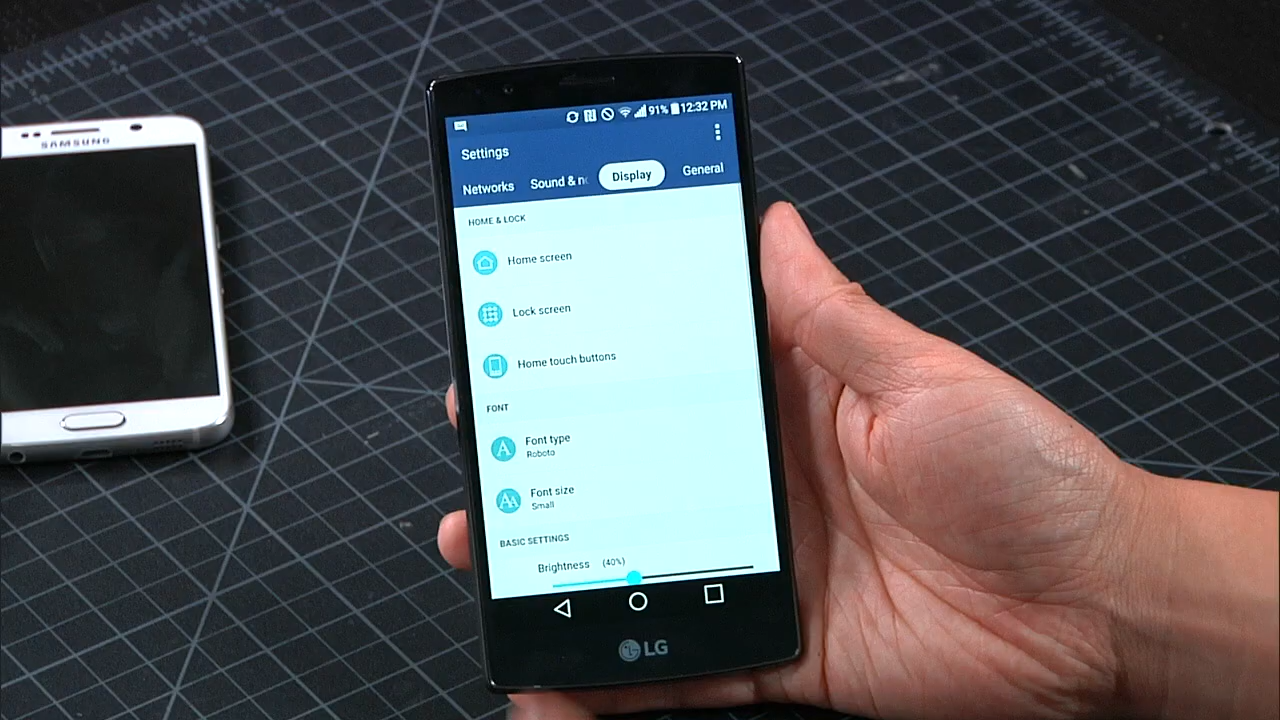 SAMSUNG
91% 12:32 PM
Settings
Networks Sound & n Display General
HOME & LOCK
Home screen
Lock screen
Home touch buttons
FONT
Font type
Roboto
Font size
Small
BASIC SETTINGS
Brightness (40%)
LG